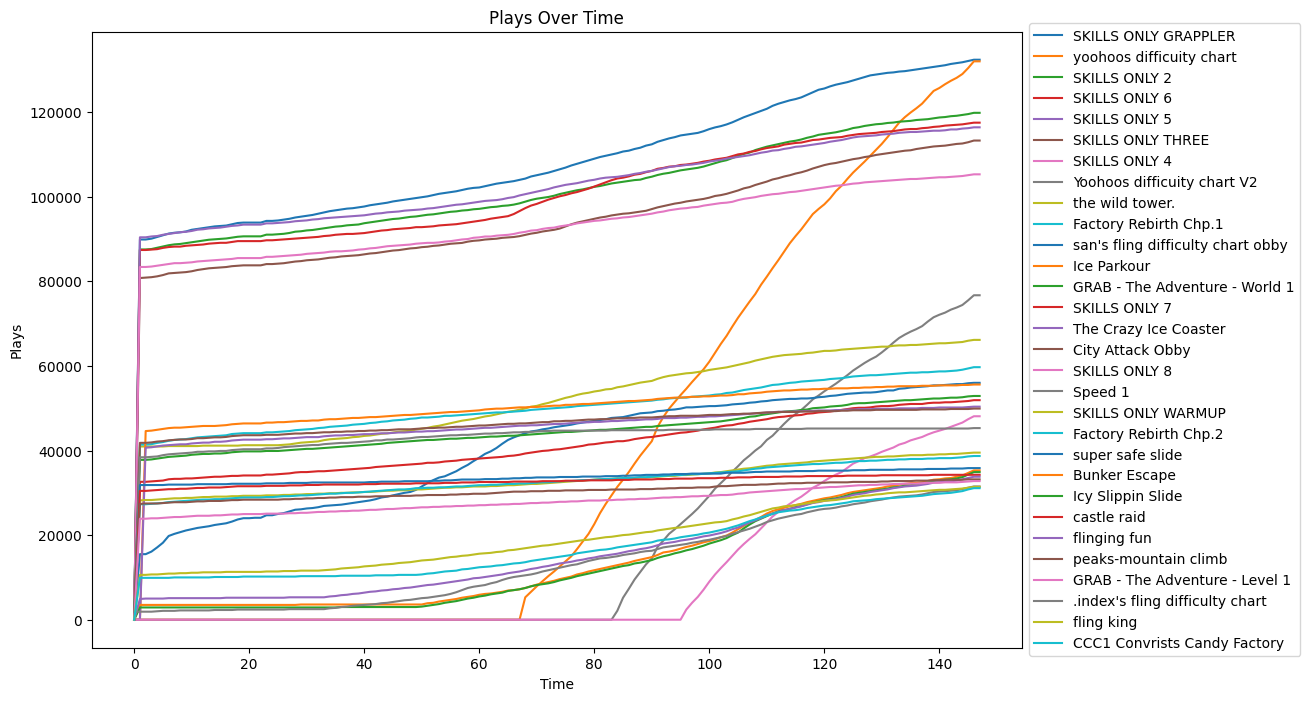 Plays Over Time
Plays
120000
100000
80000
60000
40000
20000
0
0 20 40 60 80 100 120 140
Time
SKILLS ONLY GRAPPLER
yoohoos difficuity chart
SKILLS ONLY 2
SKILLS ONLY 6
SKILLS ONLY 5
SKILLS ONLY THREE
SKILLS ONLY 4
Yoohoos difficuity chart V2
the wild tower.
Factory Rebirth Chp.1
san's fling difficulty chart obby
Ice Parkour
GRAB - The Adventure - World 1
SKILLS ONLY 7
The Crazy Ice Coaster
City Attack Obby
SKILLS ONLY 8
Speed 1
SKILLS ONLY WARMUP
Factory Rebirth Chp.2
super safe slide
Bunker Escape
Icy Slippin Slide
castle raid
flinging fun
peaks-mountain climb
GRAB - The Adventure - Level 1
.index's fling difficulty chart
fling king
CCC1 Convrists Candy Factory